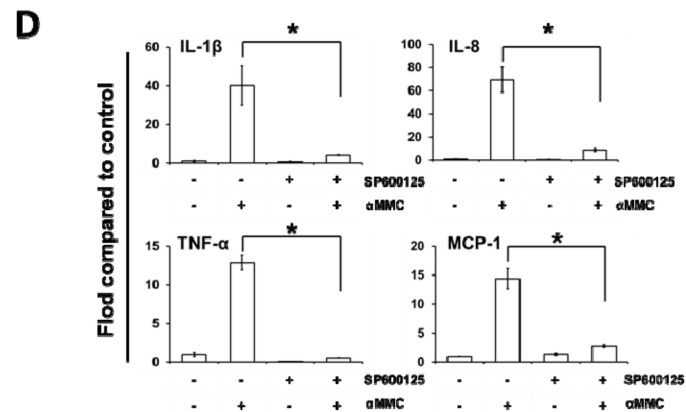 D
Flod compared to control
IL-1β
*
60
40
20
0
- - + + SP600125
- + - + αMMC
IL-8
*
100
80
60
40
20
0
- - + + SP600125
- + - + αMMC
TNF-α
*
15
10
5
0
- - + + SP600125
- + - + αMMC
MCP-1
*
20
15
10
5
0
- - + + SP600125
- + - + αMMC